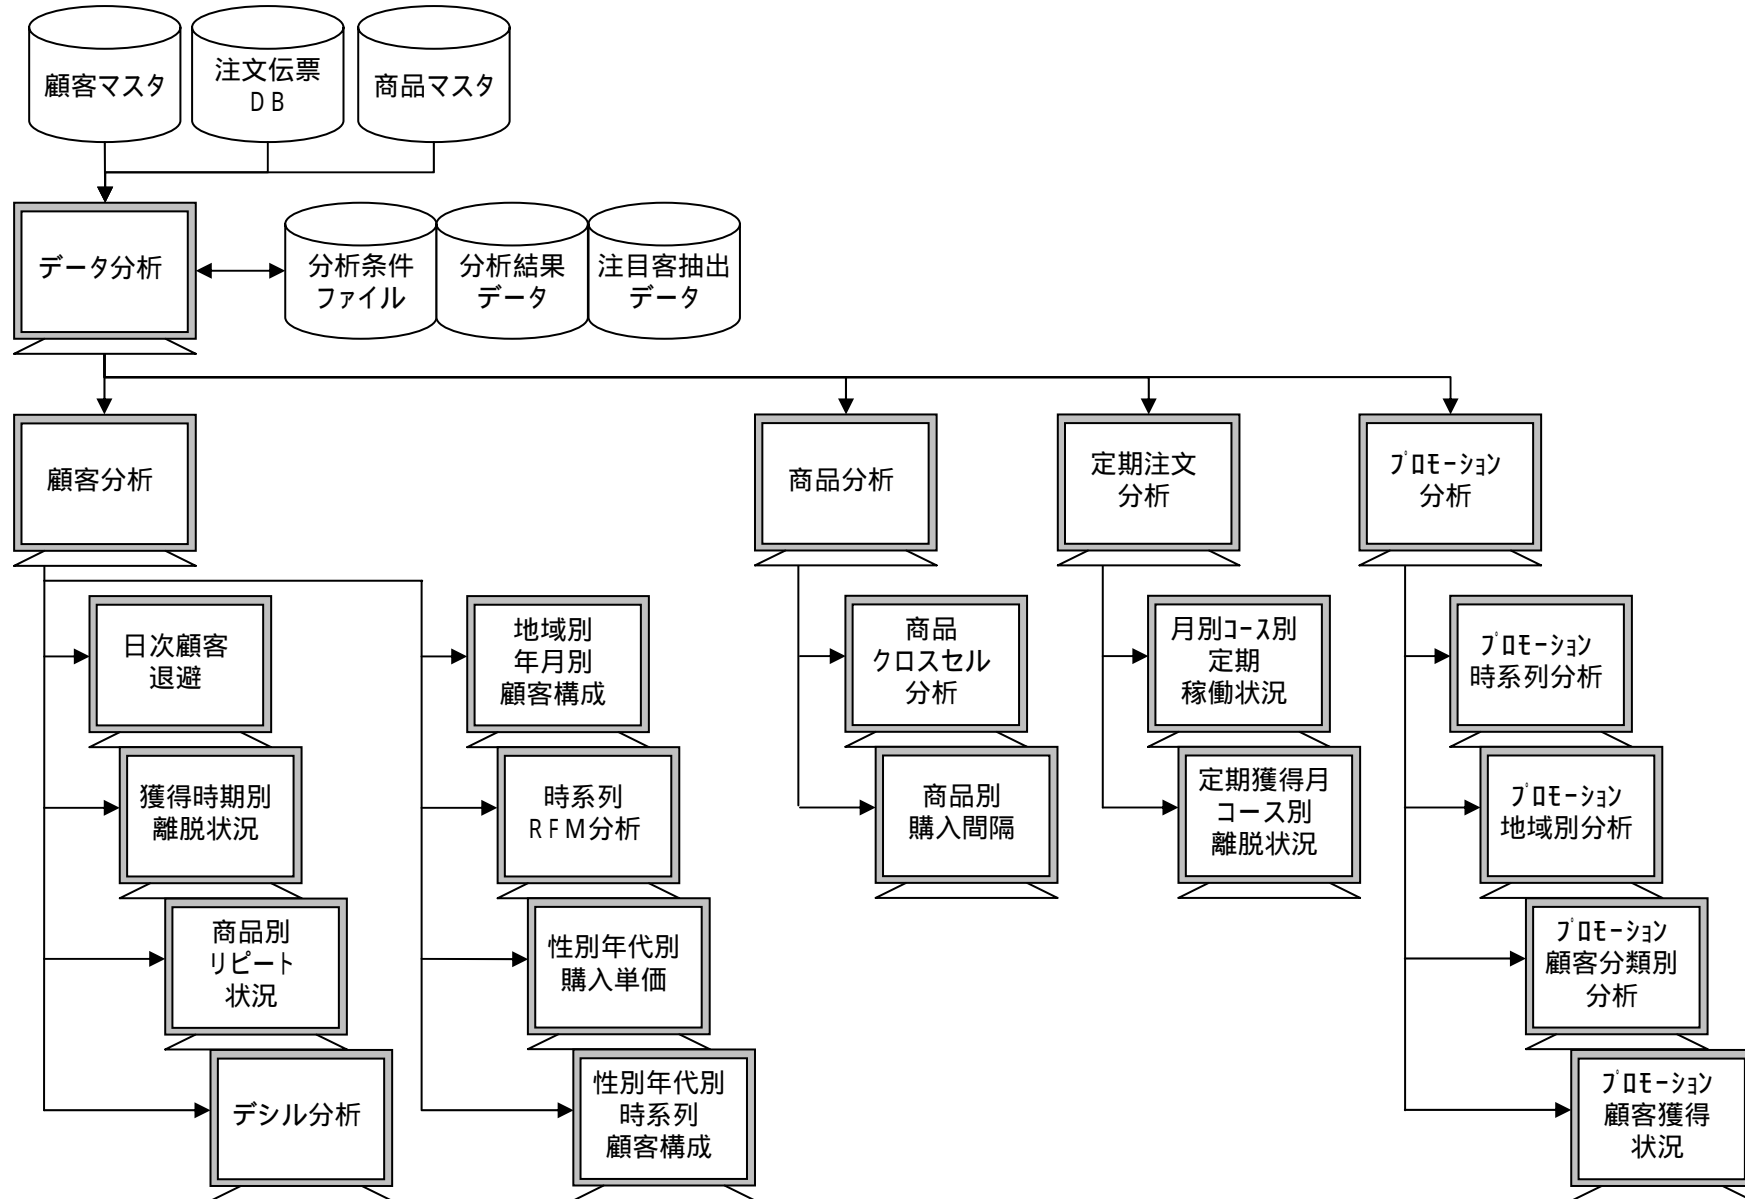 顧客マスタ
注文伝票
ＤＢ
商品マスタ
データ分析
分析条件
ファイル
分析結果
データ
注目客抽出
データ
顧客分析
商品分析
定期注文
分析
ﾌﾟﾛﾓｰｼｮﾝ
分析
日次顧客
退避
地域別
年月別
顧客構成
商品
クロスセル
分析
月別ｺｰｽ別
定期
稼働状況
ﾌﾟﾛﾓｰｼｮﾝ
時系列分析
獲得時期別
離脱状況
時系列
ＲＦＭ分析
商品別
購入間隔
定期獲得月
コース別
離脱状況
ﾌﾟﾛﾓｰｼｮﾝ
地域別分析
商品別
リピート
状況
性別年代別
購入単価
ﾌﾟﾛﾓｰｼｮﾝ
顧客分類別
分析
デシル分析
性別年代別
時系列
顧客構成
ﾌﾟﾛﾓｰｼｮﾝ
顧客獲得
状況